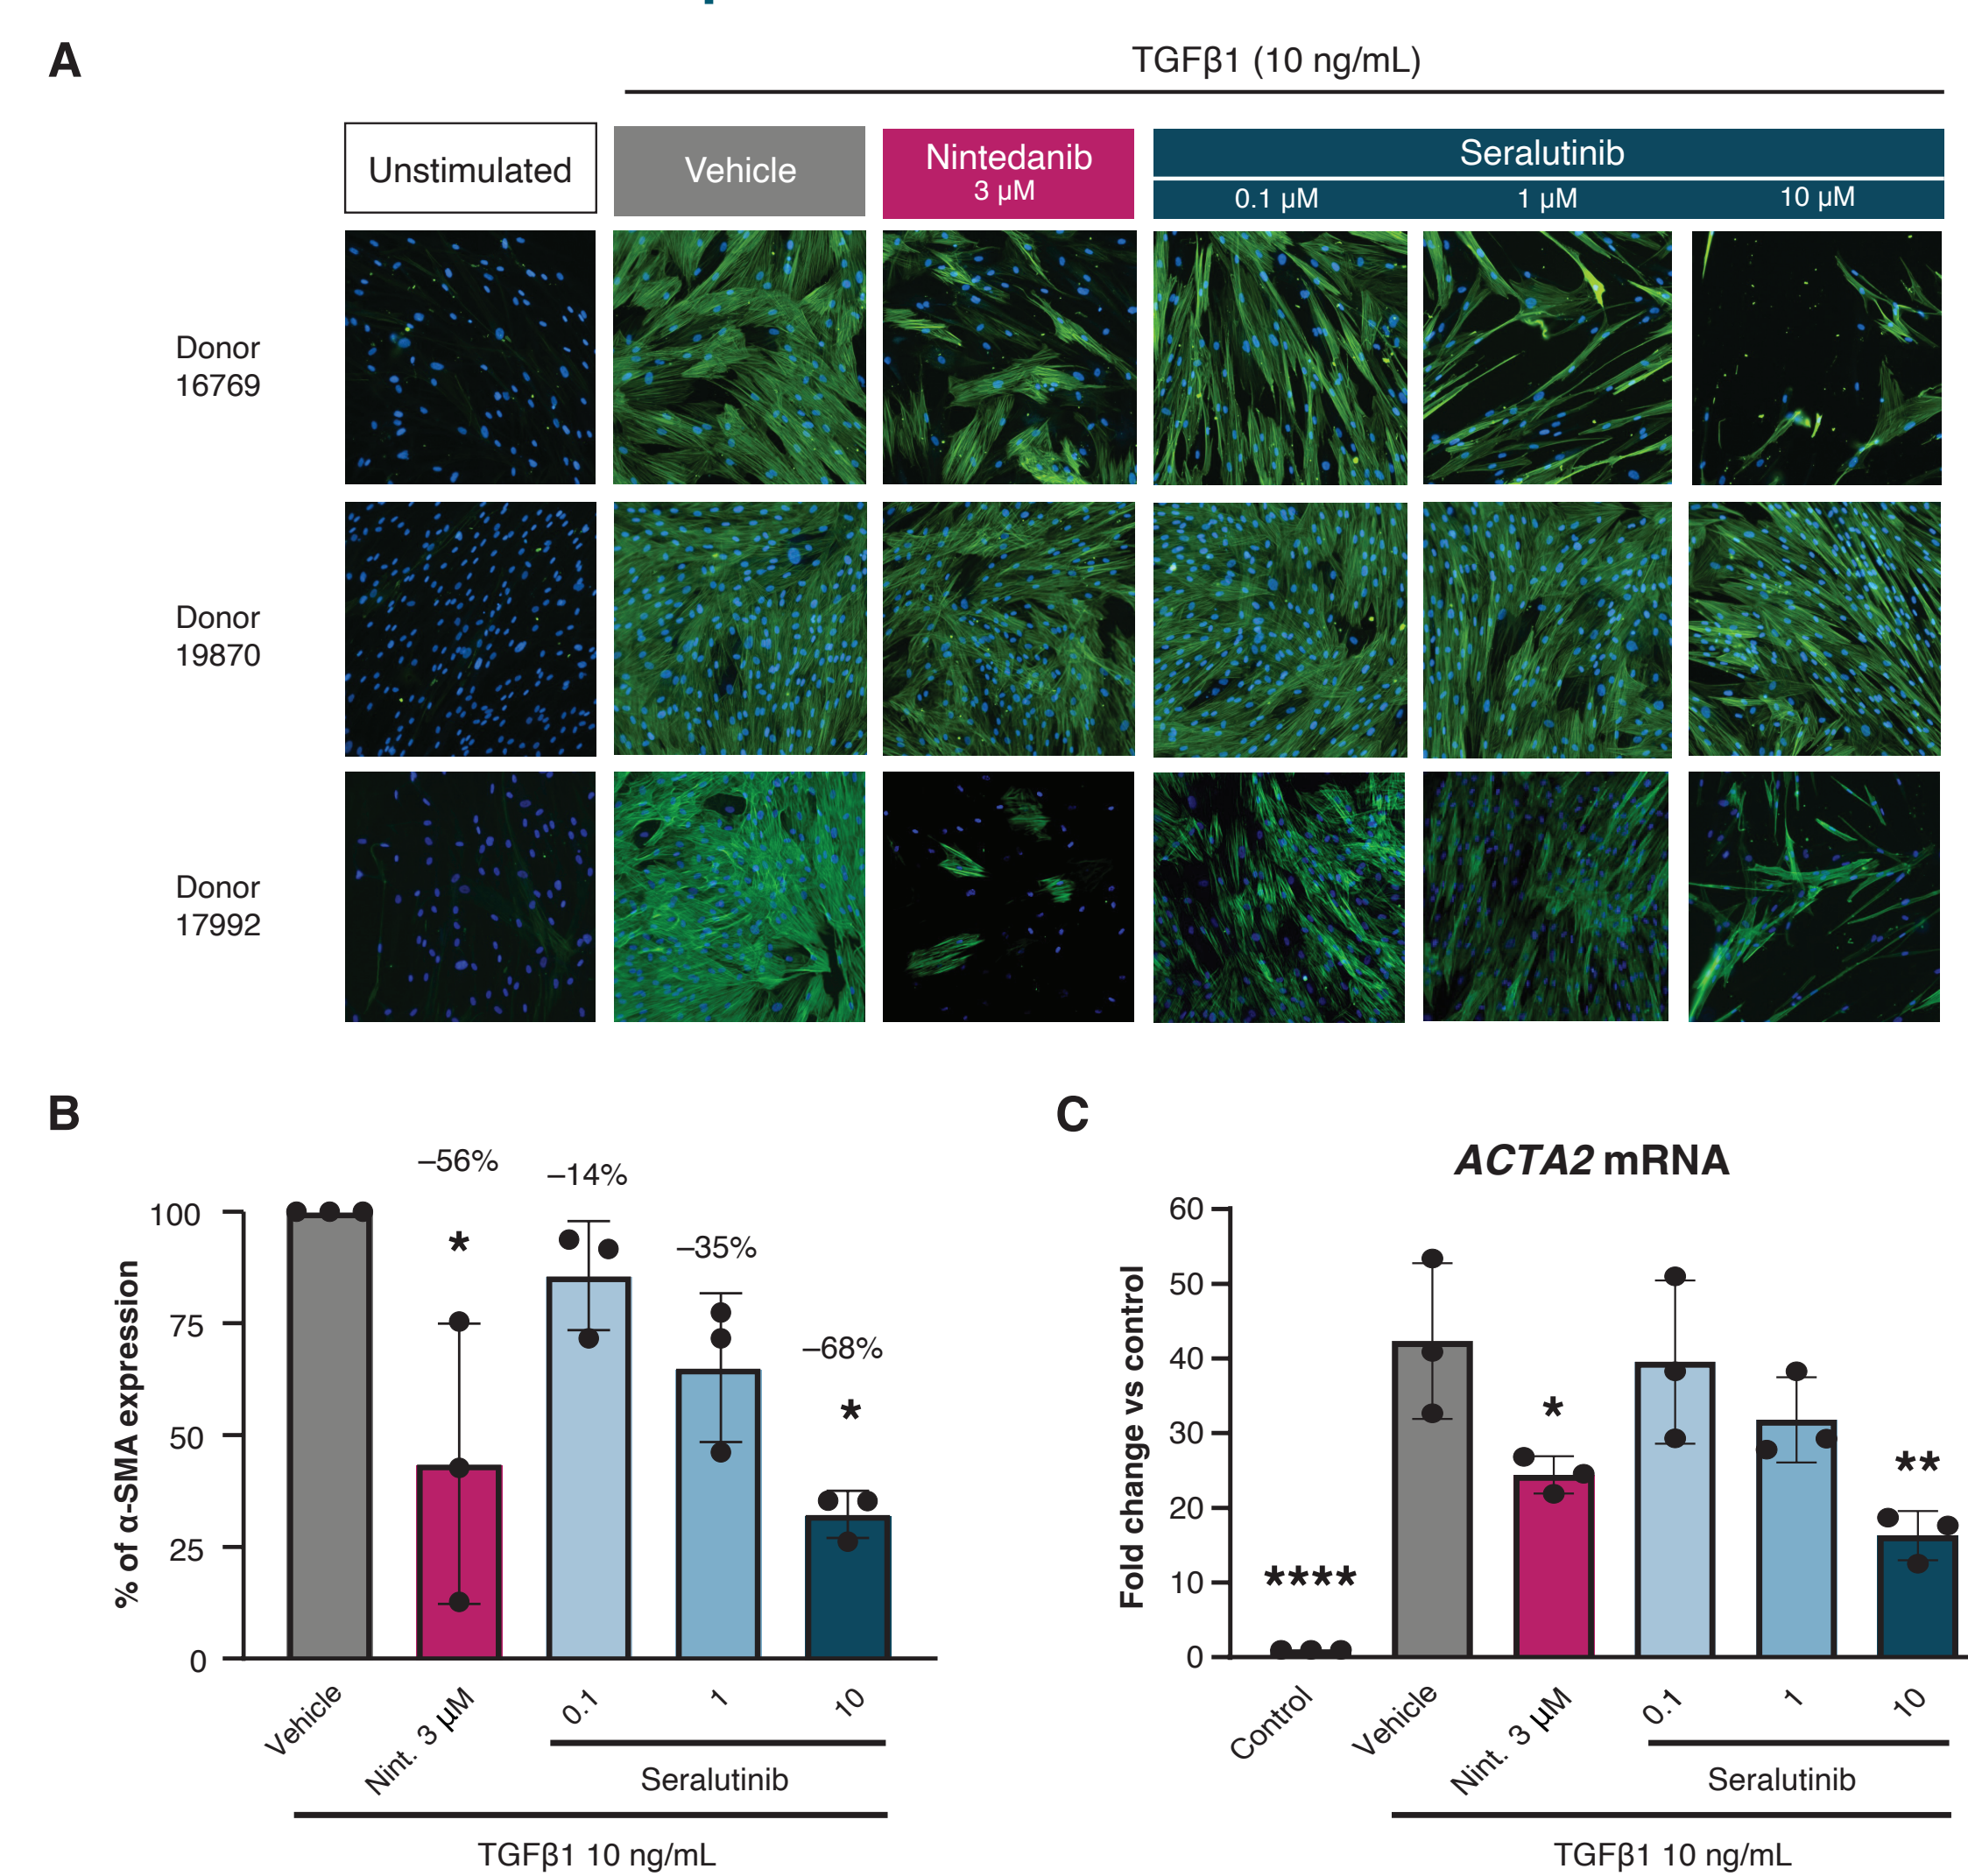 A
TGFβ1 (10 ng/mL)
Unstimulated
Vehicle
Nintedanib
3 μM
Seralutinib
0.1 μM
1 μM
10 μM
Donor
16769
Donor
19870
Donor
17992
B
–56%
–14%
–35%
–68%
*
*
% of α-SMA expression
100
75
50
25
0
Vehicle
Nint. 3 μM
0.1
1
10
Seralutinib
TGFβ1 10 ng/mL
C
ACTA2 mRNA
Fold change vs control
60
50
40
30
20
10
0
****
*
**
Control
Vehicle
Nint. 3 μM
0.1
1
10
Seralutinib
TGFβ1 10 ng/mL